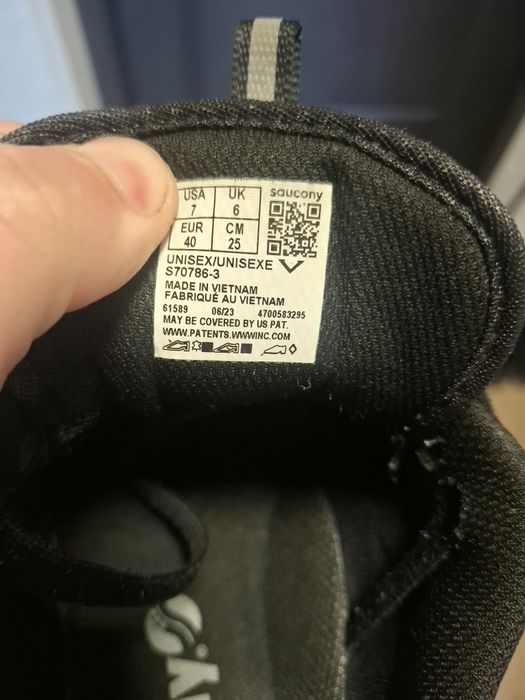 USA 7 UK 6 saucony
EUR 40 CM 25
UNISEX/UNISEXE
S70786-3
MADE IN VIETNAM
FABRIQUÉ AU VIETNAM
61589 06/23 4700583295
MAY BE COVERED BY US PAT.
WWW.PATENTS.WWWINC.COM